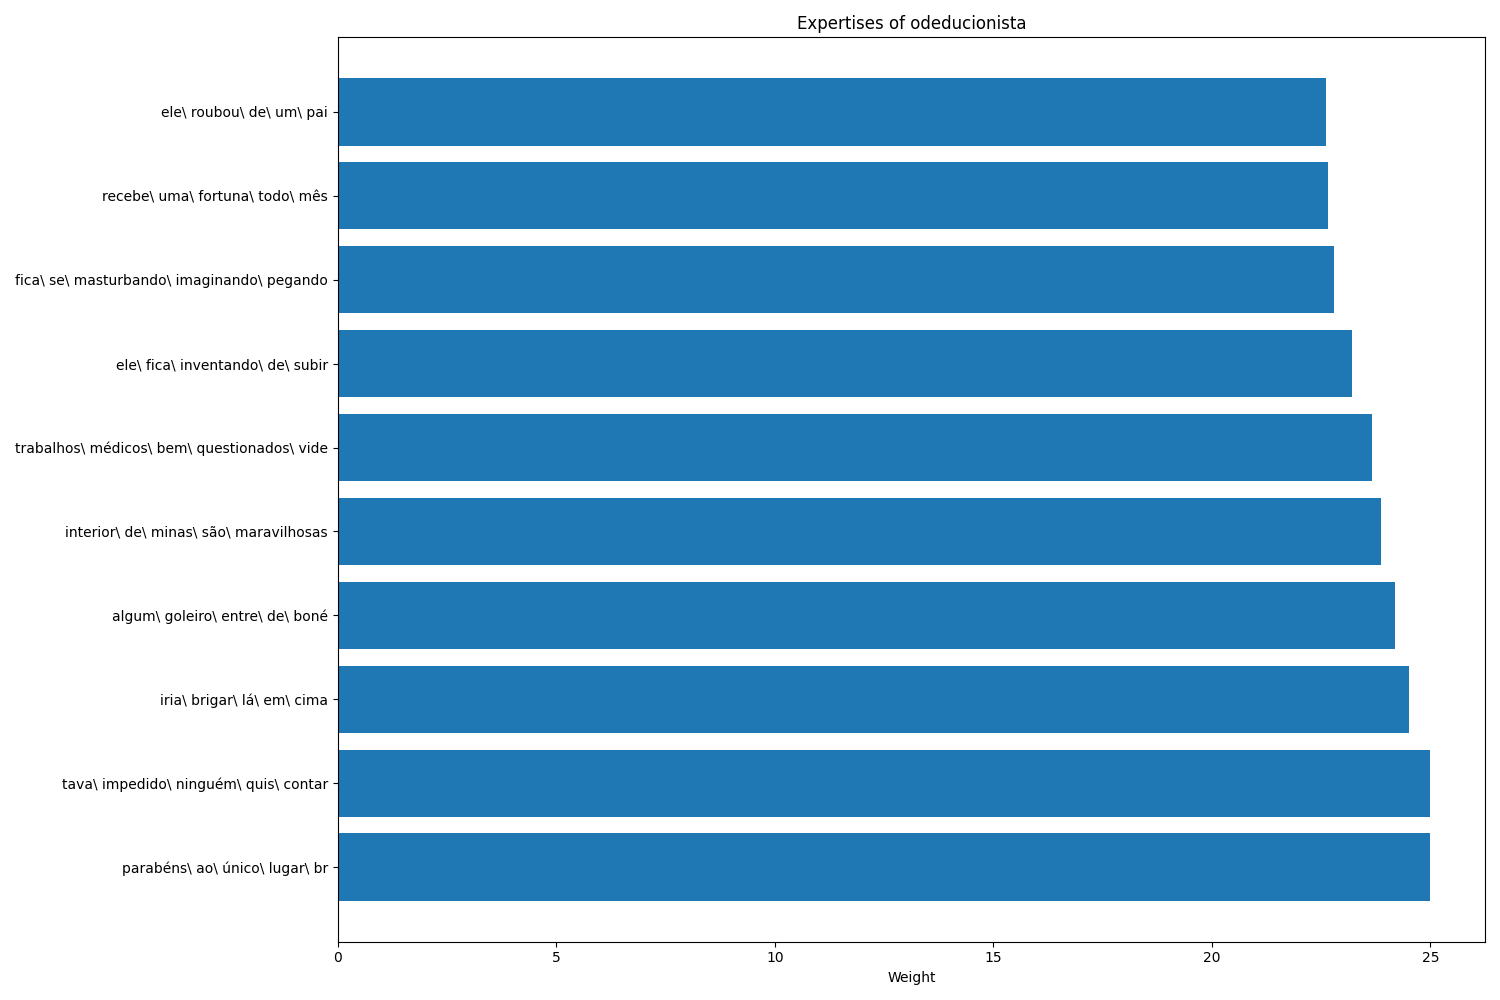 Expertises of odeducionista
ele\ roubou\ de\ um\ pai
recebe\ uma\ fortuna\ todo\ mês
fica\ se\ masturbando\ imaginando\ pegando
ele\ fica\ inventando\ de\ subir
trabalhos\ médicos\ bem\ questionados\ vide
interior\ de\ minas\ são\ maravilhosas
algum\ goleiro\ entre\ de\ boné
iria\ brigar\ lá\ em\ cima
tava\ impedido\ ninguém\ quis\ contar
parabéns\ ao\ único\ lugar\ br
0 5 10 15 20 25
Weight